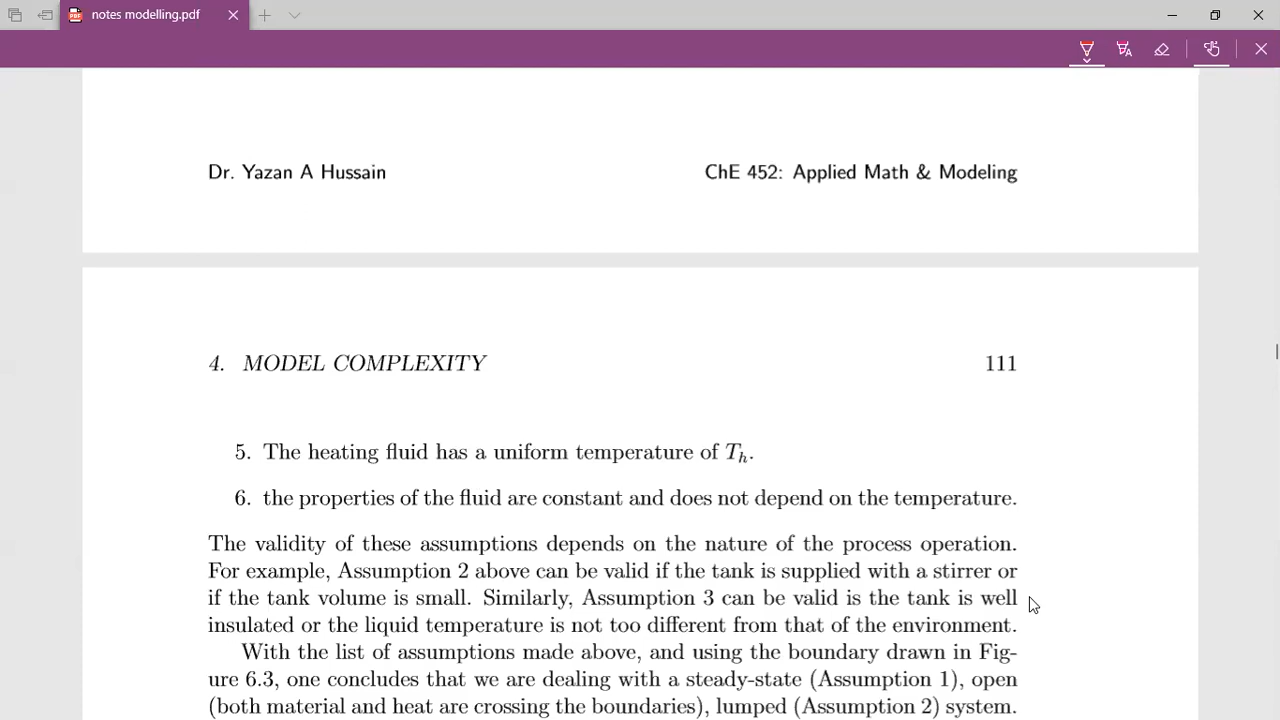 notes modelling.pdf
Dr. Yazan A Hussain
ChE 452: Applied Math & Modeling
4. MODEL COMPLEXITY
111
5. The heating fluid has a uniform temperature of Tₕ.
6. the properties of the fluid are constant and does not depend on the temperature.
The validity of these assumptions depends on the nature of the process operation.
For example, Assumption 2 above can be valid if the tank is supplied with a stirrer or
if the tank volume is small. Similarly, Assumption 3 can be valid is the tank is well
insulated or the liquid temperature is not too different from that of the environment.
With the list of assumptions made above, and using the boundary drawn in Fig-
ure 6.3, one concludes that we are dealing with a steady-state (Assumption 1), open
(both material and heat are crossing the boundaries), lumped (Assumption 2) system.